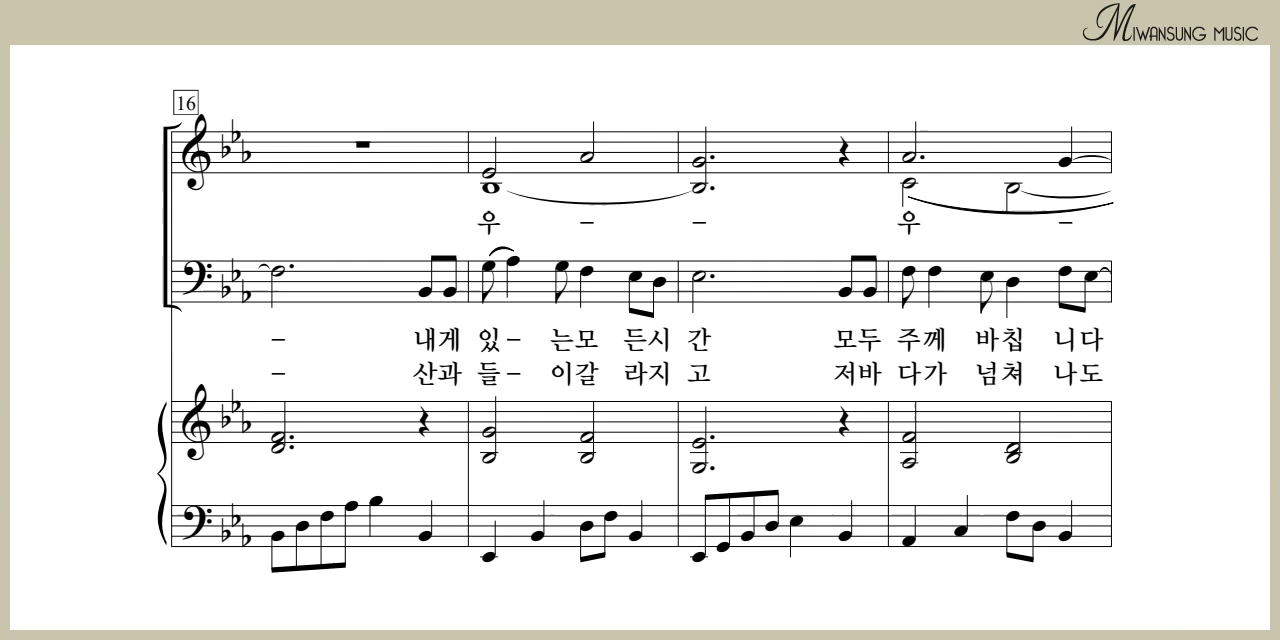 MIWANSUNG MUSIC
16
우 – – 우 –
– 내게 있 – 는모 든시 간 모두 주께 바칩 니다
– 산과 들 – 이갈 라지 고 저바 다가 넘쳐 나도